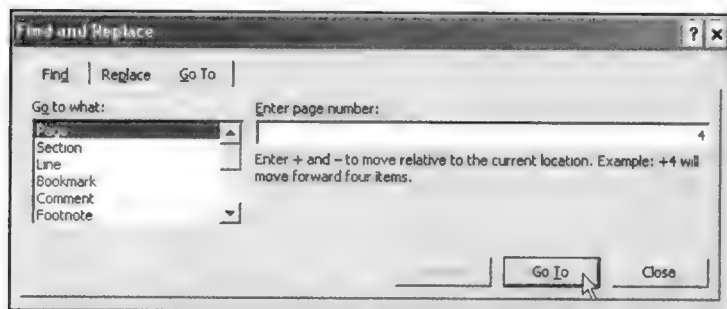 Find and Replace
? ×
Find Replace Go To
Go to what:
Page
Section
Line
Bookmark
Comment
Footnote
Enter page number:
4
Enter + and – to move relative to the current location. Example: +4 will
move forward four items.
Go To Close